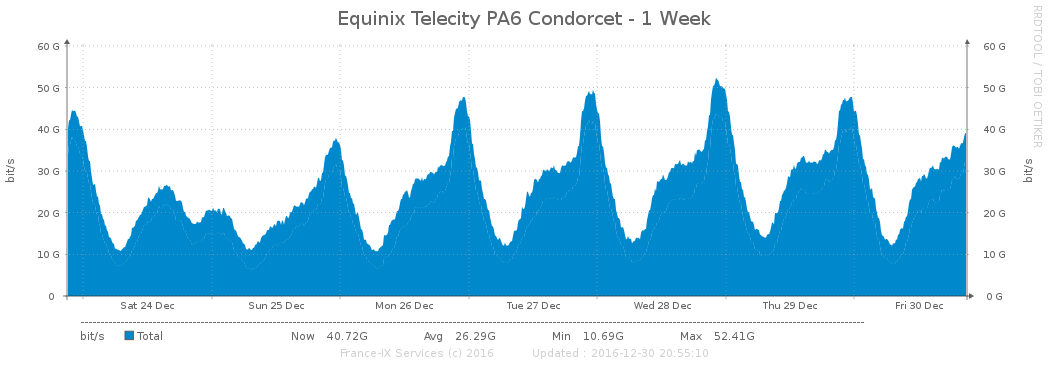 Equinix Telecity PA6 Condorcet - 1 Week
RRDTOOL / TOBI OETIKER
60 G 60 G
50 G 50 G
40 G 40 G
30 G 30 G
20 G 20 G
10 G 10 G
0 0 G
bit/s
bit/s
Sat 24 Dec Sun 25 Dec Mon 26 Dec Tue 27 Dec Wed 28 Dec Thu 29 Dec Fri 30 Dec
bit/s Total Now 40.72G Avg 26.29G Min 10.69G Max 52.41G
France-IX Services (c) 2016 Updated : 2016-12-30 20:55:10